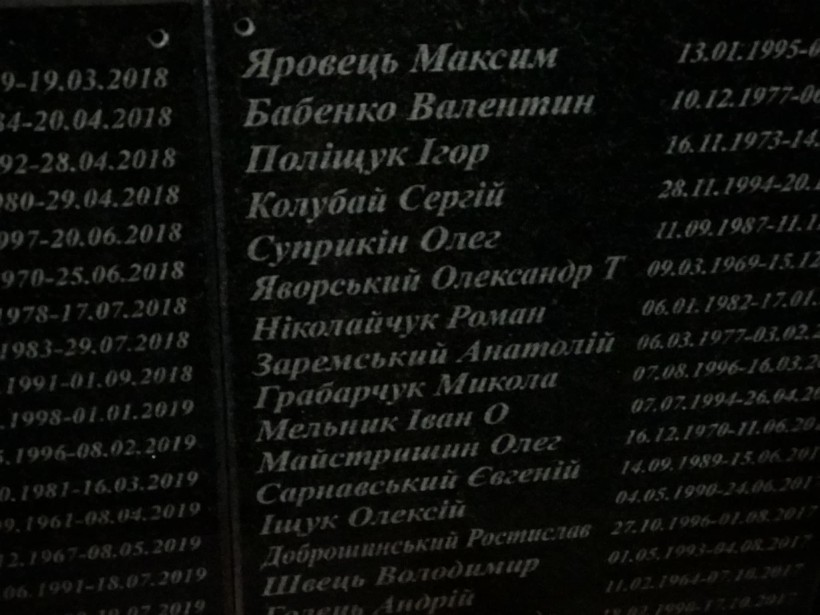 9-19.03.2018
84-20.04.2018
92-28.04.2018
980-29.04.2018
997-20.06.2018
1970-25.06.2018
1978-17.07.2018
1983-29.07.2018
.1991-01.09.2018
.1998-01.01.2019
.1996-08.02.2019
0.1981-16.03.2019
09.1961-08.04.2019
12.1967-08.05.2019
06.1991-18.07.2019
Яровець Максим 13.01.1995-0
Бабенко Валентин 10.12.1977-06
Поліщук Ігор 16.11.1973-14.
Колубай Сергій 28.11.1994-20.1
Суприкін Олег 11.09.1987-11.1
Яворський Олександр Т 09.03.1969-15.12
Ніколайчук Роман 06.01.1982-17.01.
Заремський Анатолій 06.03.1977-03.02.2
Грабарчук Микола 07.08.1996-16.03.20
Мельник Іван О 07.07.1994-26.04.20
Майстришин Олег 16.12.1970-11.06.201
Сарнавський Євгеній 14.09.1989-15.06.201
Іщук Олексій 04.05.1990-24.06.2017
Доброшинський Ростислав 27.10.1996-01.08.2017
Швець Володимир 01.05.1993-04.08.2017
Голень Андрій 11.02.1964-07.10.2017